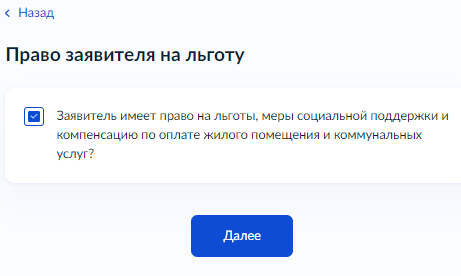 Назад
Право заявителя на льготу
Заявитель имеет право на льготы, меры социальной поддержки и
компенсацию по оплате жилого помещения и коммунальных
услуг?
Далее